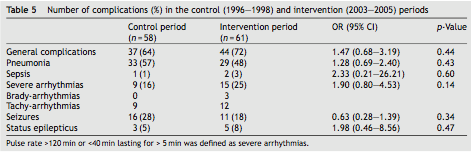 Table 5 Number of complications (%) in the control (1996–1998) and intervention (2003–2005) periods
Control period Intervention period OR (95% CI) p-Value
(n = 58) (n = 61)
General complications 37 (64) 44 (72) 1.47 (0.68–3.19) 0.44
Pneumonia 33 (57) 29 (48) 1.28 (0.69–2.40) 0.43
Sepsis 1 (1) 2 (3) 2.33 (0.21–26.21) 0.60
Severe arrhythmias 9 (16) 15 (25) 1.90 (0.80–4.53) 0.14
Brady-arrhythmias 0 3
Tachy-arrhythmias 9 12
Seizures 16 (28) 11 (18) 0.63 (0.28–1.39) 0.34
Status epilepticus 3 (5) 5 (8) 1.98 (0.46–8.56) 0.47
Pulse rate >120 min or <40 min lasting for > 5 min was defined as severe arrhythmias.